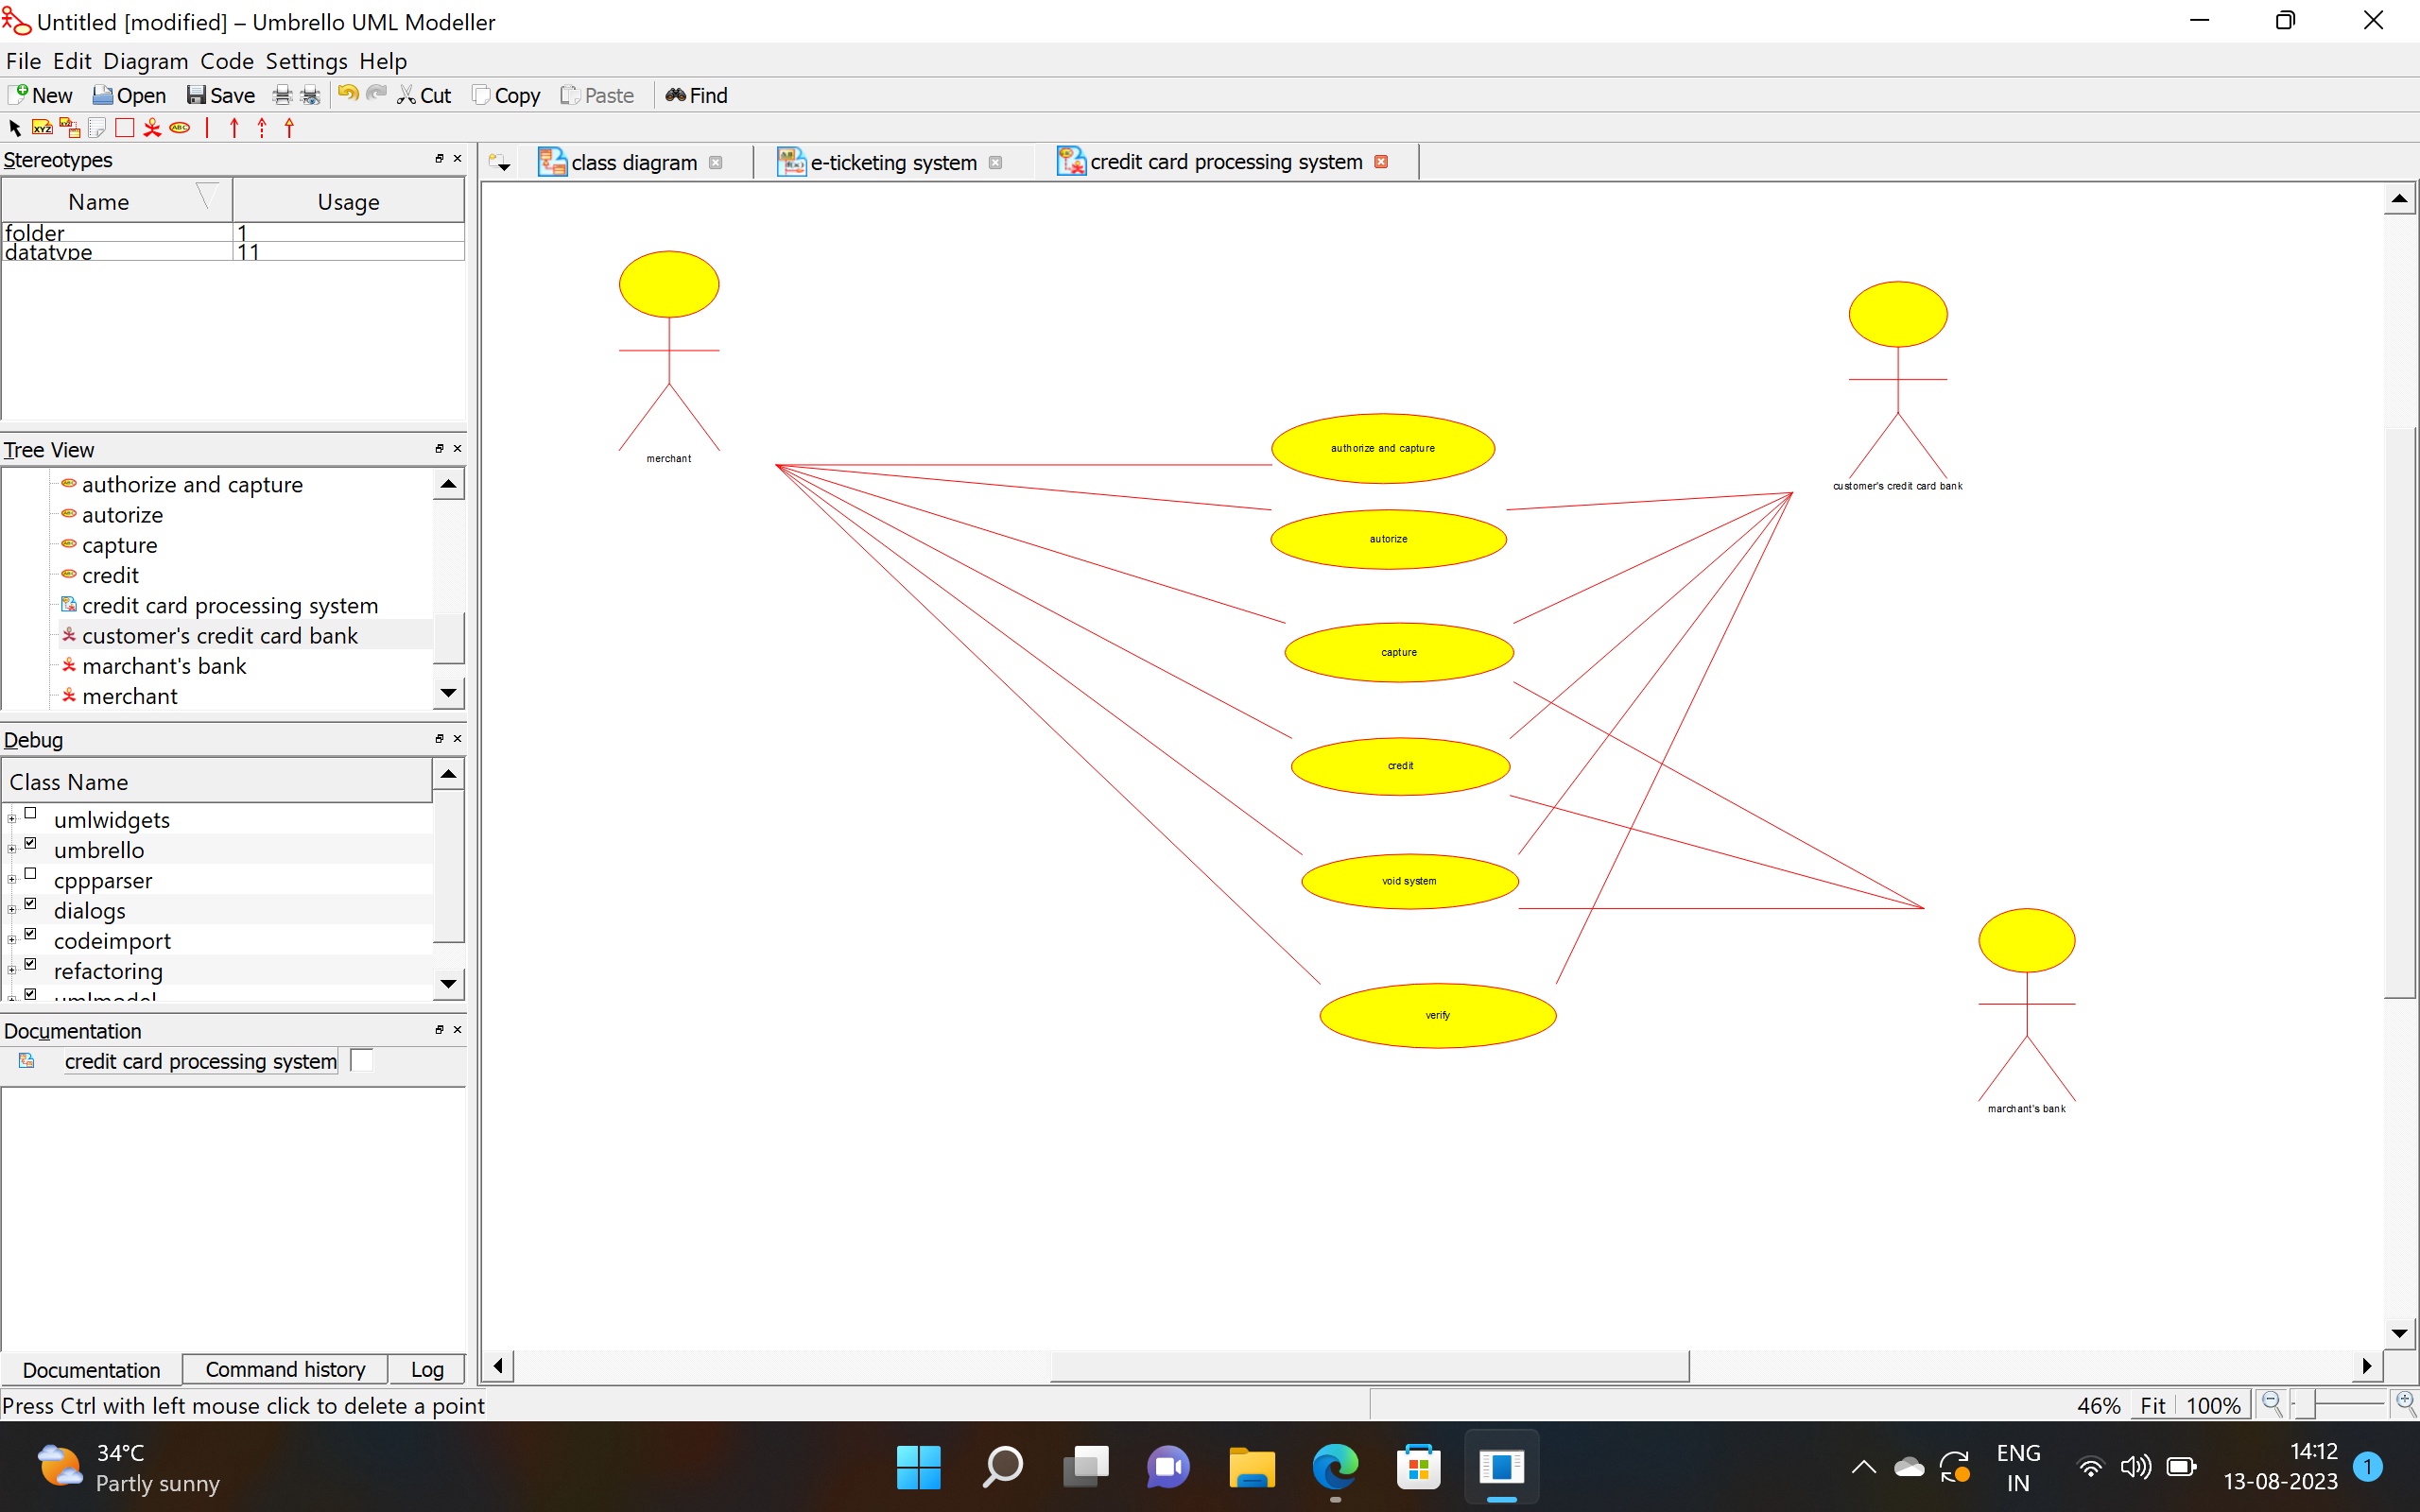 Untitled [modified] – Umbrello UML Modeller
File Edit Diagram Code Settings Help
New Open Save Cut Copy Paste Find
XYZ XYZ ABC
Stereotypes
class diagram e-ticketing system credit card processing system
Name Usage
folder 1
datatype 11
Tree View
authorize and capture
autorize
capture
credit
credit card processing system
customer's credit card bank
marchant's bank
merchant
Debug
Class Name
umlwidgets
umbrello
cppparser
dialogs
codeimport
refactoring
umlmodel
Documentation
credit card processing system
Documentation Command history Log
merchant
customer's credit card bank
authorize and capture
autorize
capture
credit
void system
verify
marchant's bank
Press Ctrl with left mouse click to delete a point
46% Fit 100%
34°C
Partly sunny
ENG
IN
14:12
13-08-2023
1